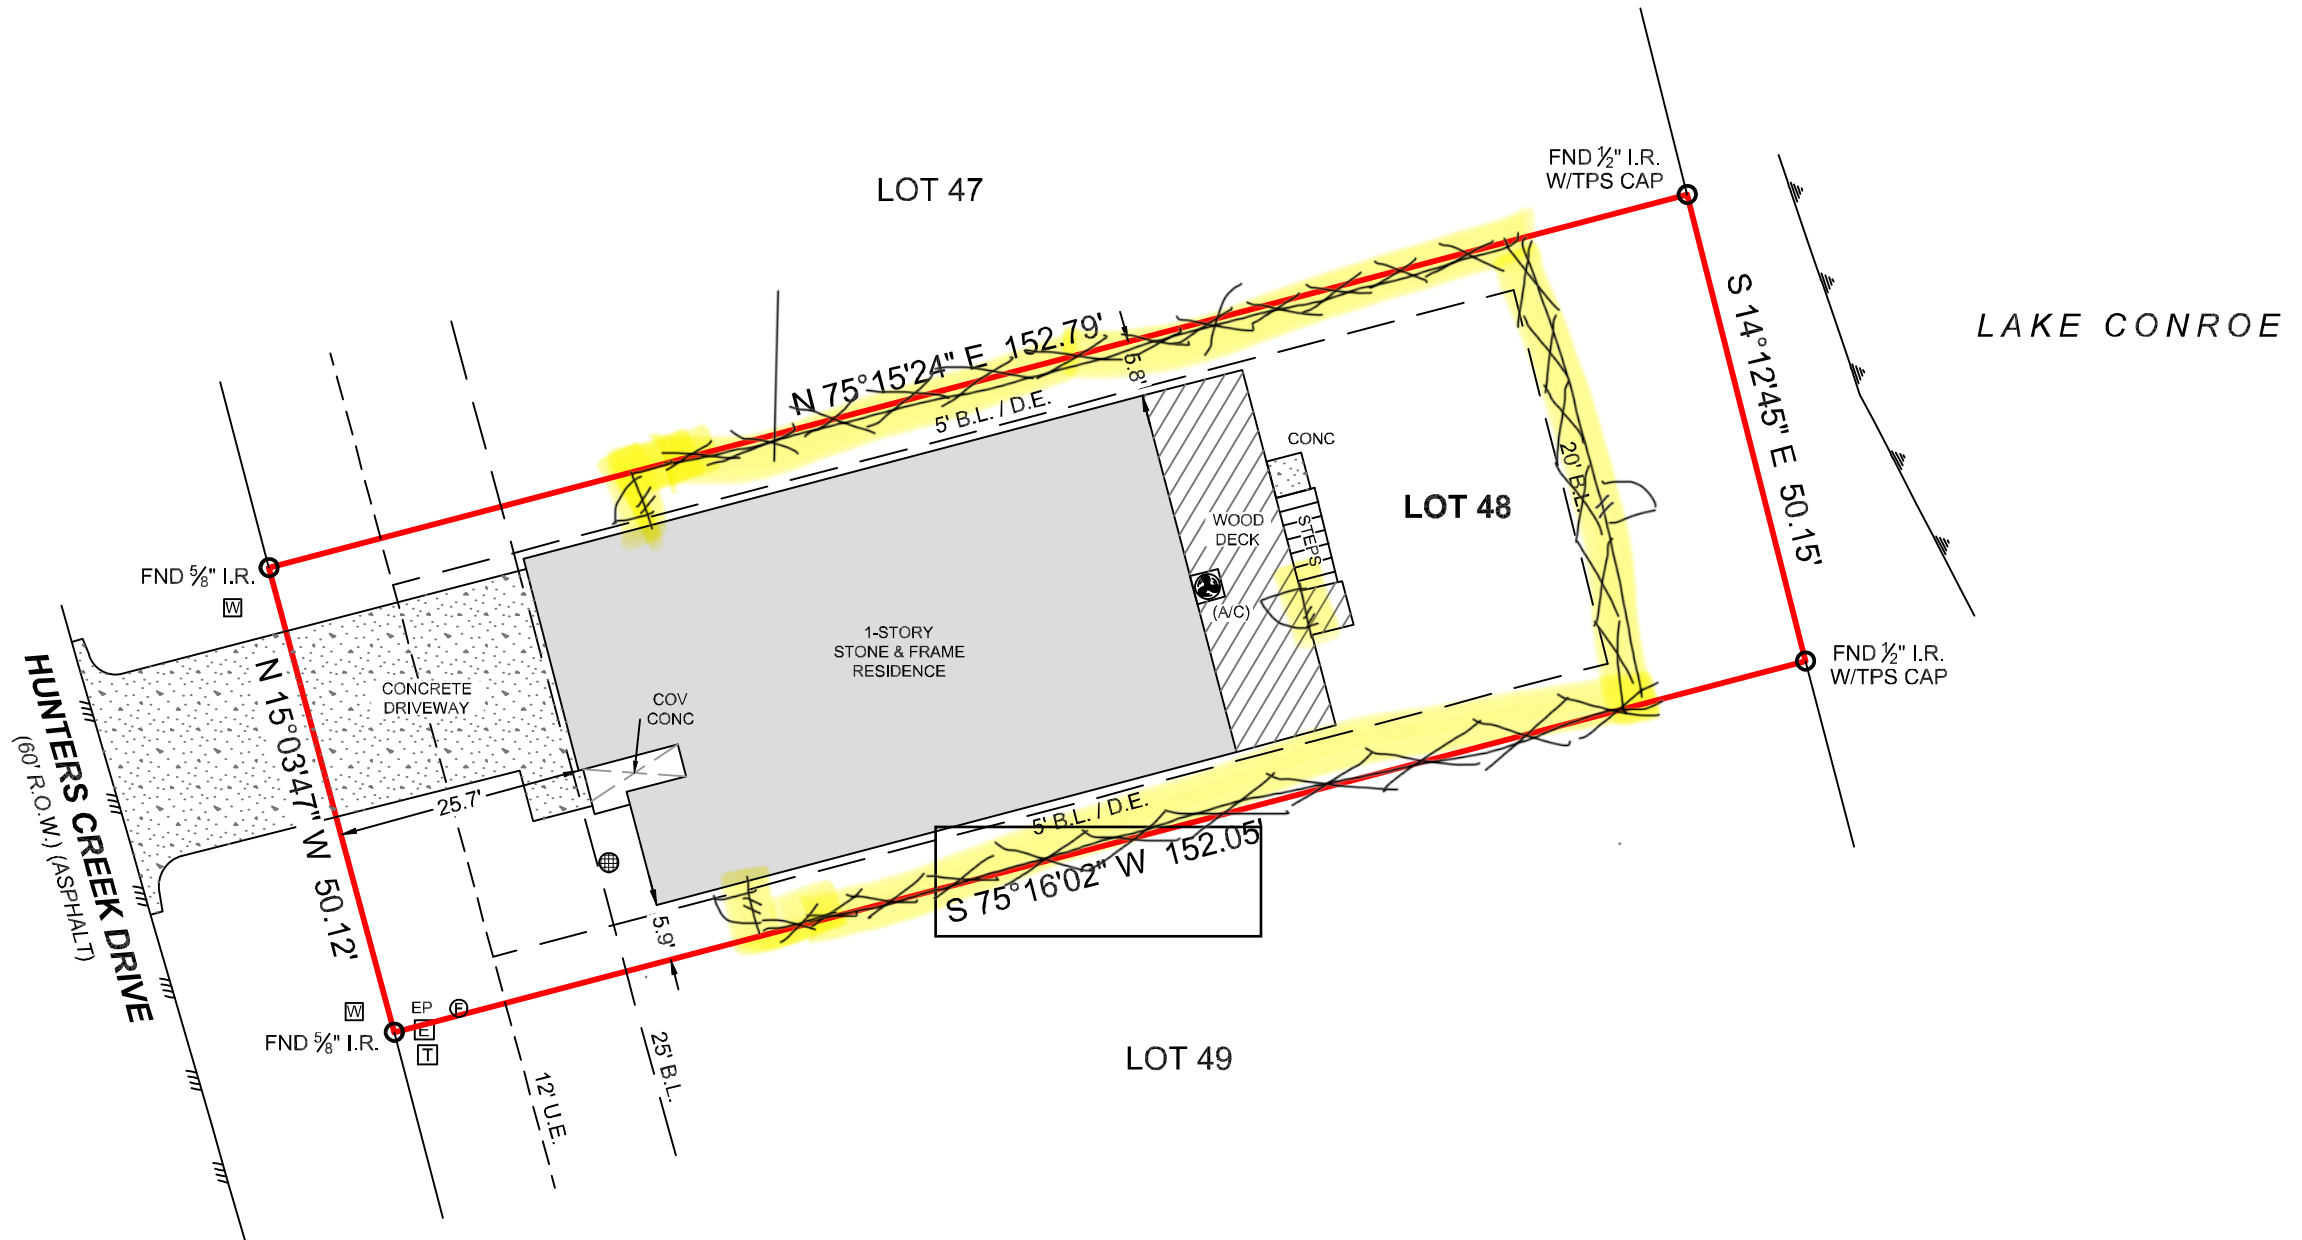 LOT 47
FND ½" I.R.
W/TPS CAP
LAKE CONROE
S 14°12'45" E 50.15'
N 75°15'24" E 152.79'
5.8'
5' B.L. / D.E.
CONC
20' B.L.
LOT 48
WOOD
DECK
STEPS
(A/C)
FND ⅝" I.R.
W
1-STORY
STONE & FRAME
RESIDENCE
CONCRETE
DRIVEWAY
COV
CONC
FND ½" I.R.
W/TPS CAP
HUNTERS CREEK DRIVE
(60' R.O.W.) (ASPHALT)
N 15°03'47" W 50.12'
25.7'
5' B.L. / D.E.
S 75°16'02" W 152.05'
5.9'
W
EP
F
E
T
FND ⅝" I.R.
12' U.E.
25' B.L.
LOT 49